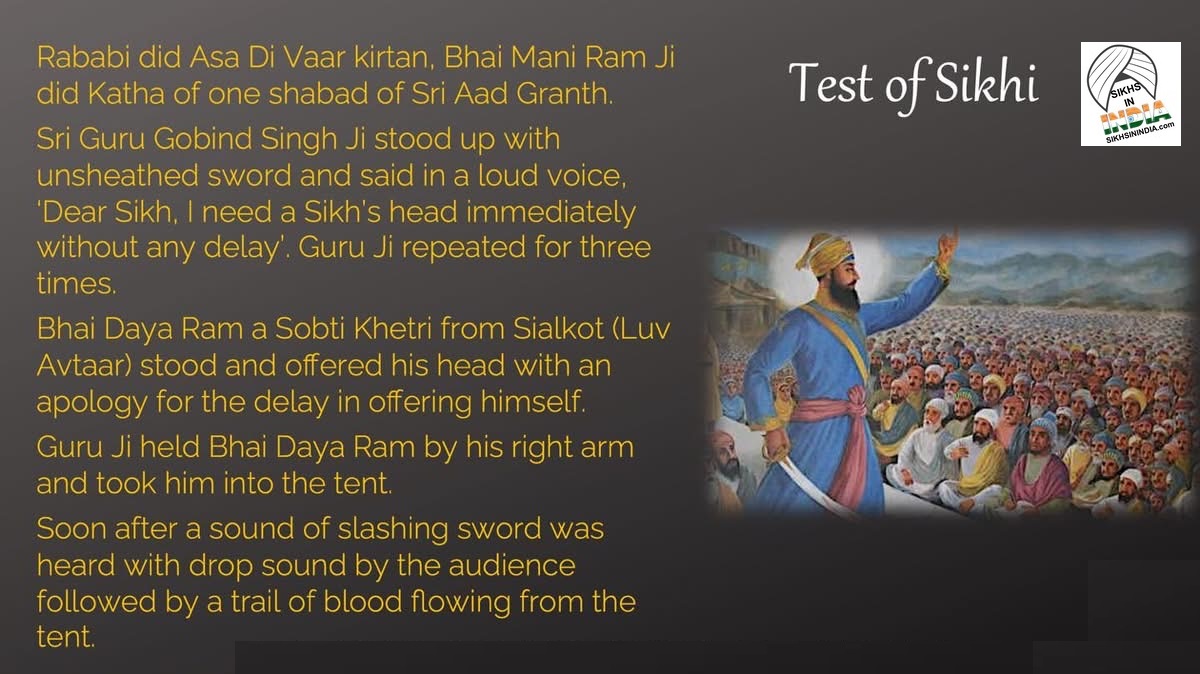 Rababi did Asa Di Vaar kirtan, Bhai Mani Ram Ji
did Katha of one shabad of Sri Aad Granth.
Sri Guru Gobind Singh Ji stood up with
unsheathed sword and said in a loud voice,
‘Dear Sikh, I need a Sikh’s head immediately
without any delay’. Guru Ji repeated for three
times.
Bhai Daya Ram a Sobti Khetri from Sialkot (Luv
Avtaar) stood and offered his head with an
apology for the delay in offering himself.
Guru Ji held Bhai Daya Ram by his right arm
and took him into the tent.
Soon after a sound of slashing sword was
heard with drop sound by the audience
followed by a trail of blood flowing from the
tent.
Test of Sikhi
SIKHS
IN
INDIA
SIKHSININDIA.com